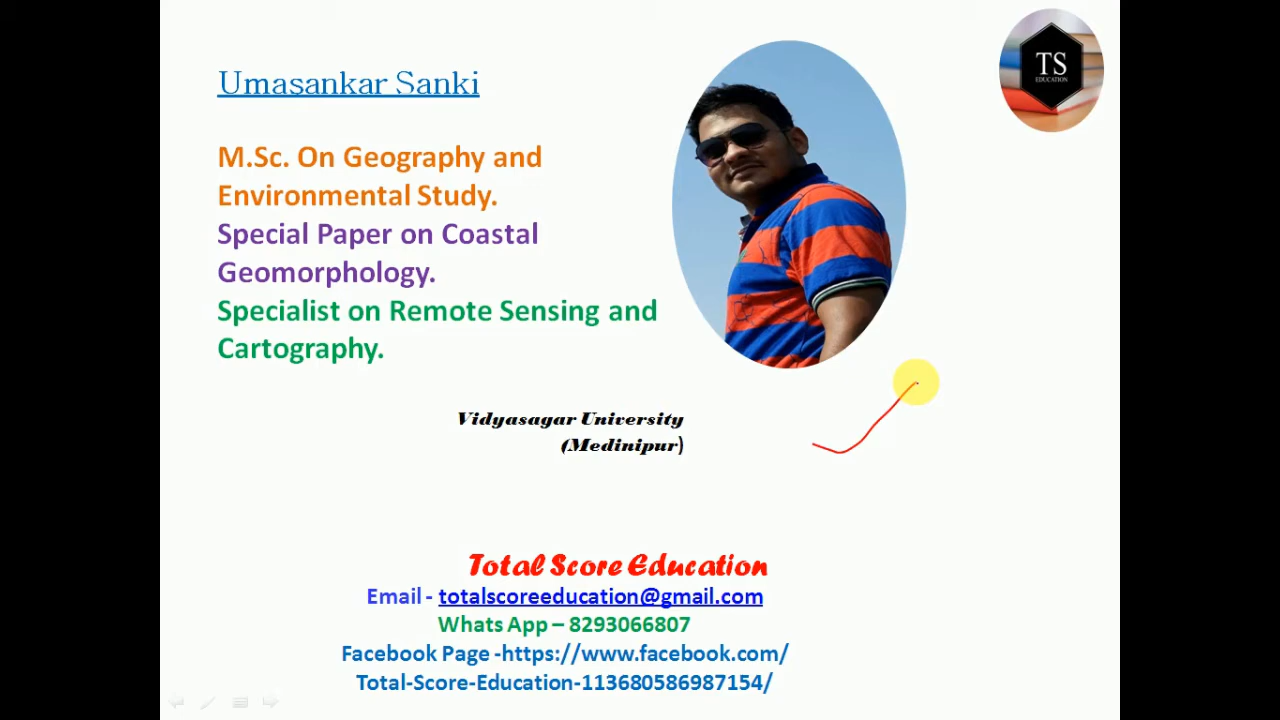 Umasankar Sanki
TS
EDUCATION
M.Sc. On Geography and
Environmental Study.
Special Paper on Coastal
Geomorphology.
Specialist on Remote Sensing and
Cartography.
Vidyasagar University
(Medinipur)
Total Score Education
Email - totalscoreeducation@gmail.com
Whats App – 8293066807
Facebook Page -https://www.facebook.com/
Total-Score-Education-113680586987154/